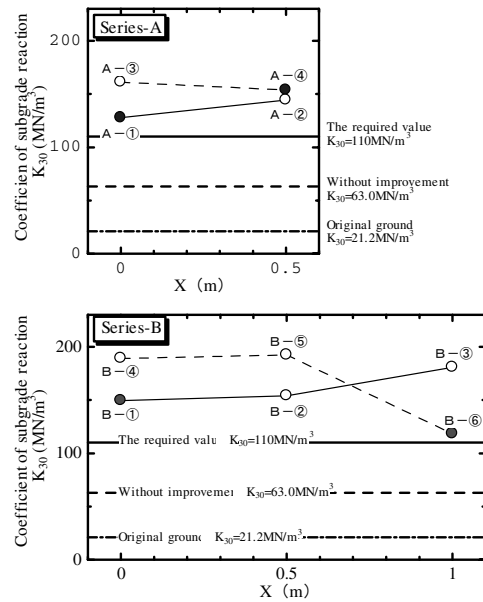 Series-A
Coefficien of subgrade reaction
K30 (MN/m³)
200
100
0
A-③
A-④
A-①
A-②
The required value
K30=110MN/m³
Without improvement
K30=63.0MN/m³
Original ground
K30=21.2MN/m³
0
0.5
X (m)
Series-B
Coefficient of subgrade reaction
K30 (MN/m³)
200
100
0
B-⑤
B-③
B-④
B-①
B-②
B-⑥
The required valu K30=110MN/m³
Without improveme K30=63.0MN/m³
Original ground K30=21.2MN/m³
0
0.5
1
X (m)